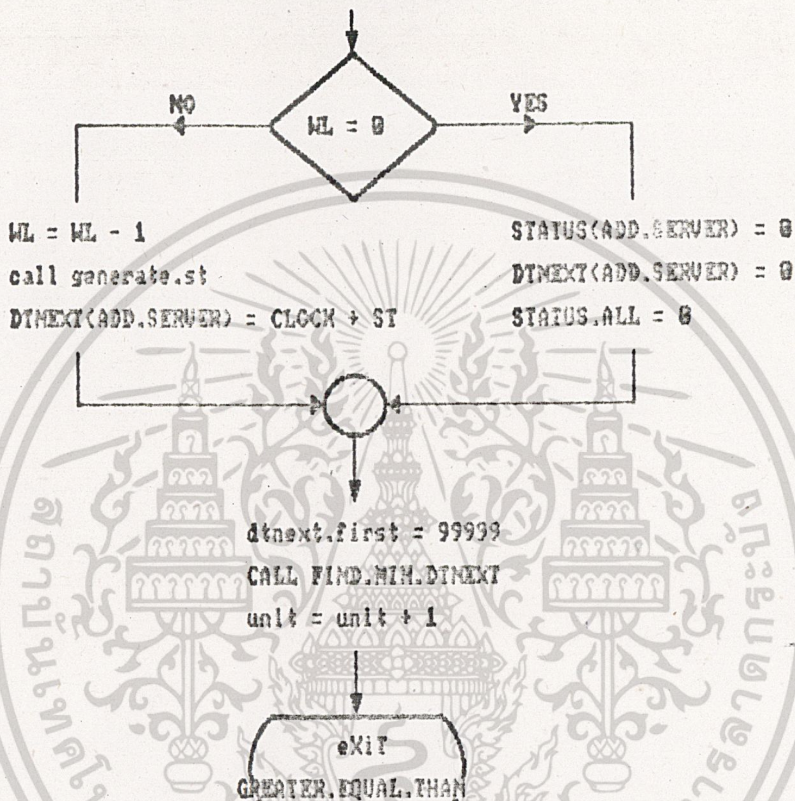 WL = 0
NO
YES
WL = WL - 1
call generate.st
DTNEXT(ADD.SERVER) = CLOCK + ST
STATUS(ADD.SERVER) = 0
DTNEXT(ADD.SERVER) = 0
STATUS.ALL = 0
dtnext.first = 99999
CALL FIND.MIN.DTNEXT
unit = unit + 1
eXiT
GREATER.EQUAL.THAN